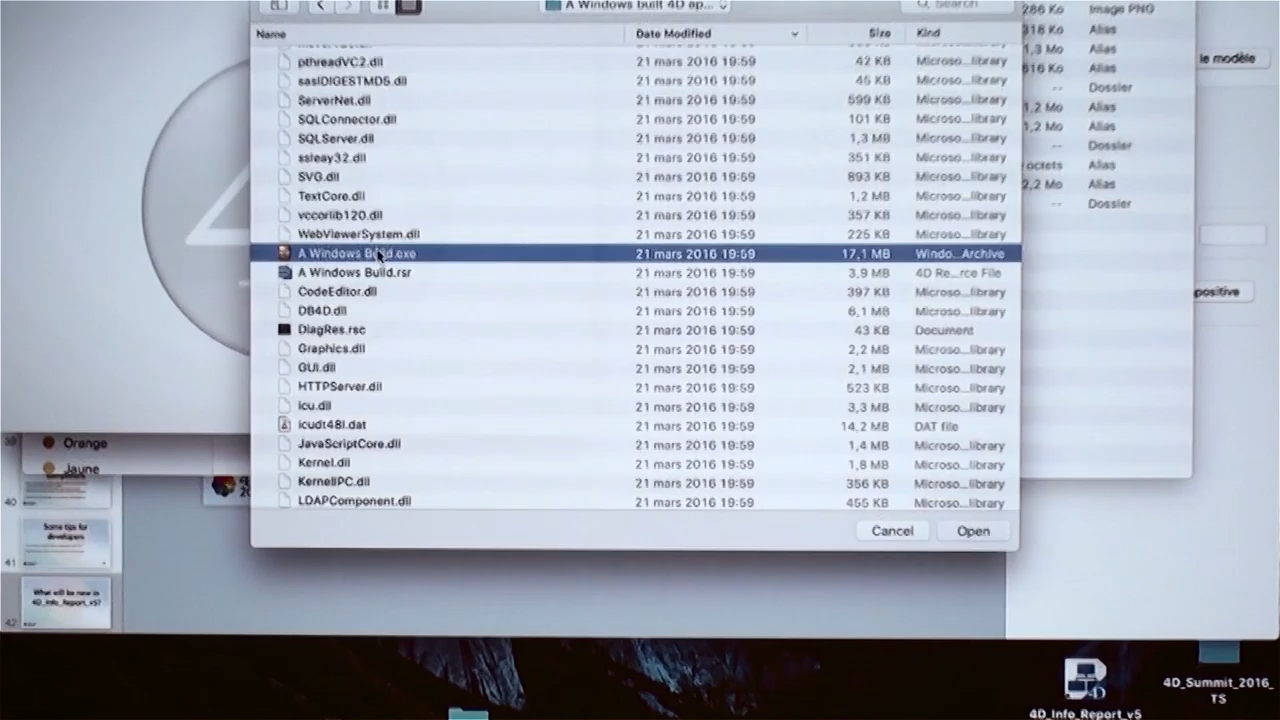 A Windows built 4D ap...
Search
Name Date Modified Size Kind
pthreadVC2.dll 21 mars 2016 19:59 42 KB Microso...library
saslDIGESTMD5.dll 21 mars 2016 19:59 46 KB Microso...library
ServerNet.dll 21 mars 2016 19:59 599 KB Microso...library
SQLConnector.dll 21 mars 2016 19:59 101 KB Microso...library
SQLServer.dll 21 mars 2016 19:59 1,3 MB Microso...library
ssleay32.dll 21 mars 2016 19:59 351 KB Microso...library
SVG.dll 21 mars 2016 19:59 893 KB Microso...library
TextCore.dll 21 mars 2016 19:59 1,2 MB Microso...library
vccorlib120.dll 21 mars 2016 19:59 357 KB Microso...library
WebViewerSystem.dll 21 mars 2016 19:59 225 KB Microso...library
A Windows Build.exe 21 mars 2016 19:59 17,1 MB Windo...Archive
A Windows Build.rsr 21 mars 2016 19:59 3,9 MB 4D Re...rce File
CodeEditor.dll 21 mars 2016 19:59 397 KB Microso...library
DB4D.dll 21 mars 2016 19:59 6,1 MB Microso...library
DiagRes.rsc 21 mars 2016 19:59 43 KB Document
Graphics.dll 21 mars 2016 19:59 2,2 MB Microso...library
GUI.dll 21 mars 2016 19:59 2,1 MB Microso...library
HTTPServer.dll 21 mars 2016 19:59 523 KB Microso...library
icu.dll 21 mars 2016 19:59 3,3 MB Microso...library
icudt48l.dat 21 mars 2016 19:59 14,2 MB DAT file
JavaScriptCore.dll 21 mars 2016 19:59 1,4 MB Microso...library
Kernel.dll 21 mars 2016 19:59 1,8 MB Microso...library
KernelIPC.dll 21 mars 2016 19:59 356 KB Microso...library
LDAPComponent.dll 21 mars 2016 19:59 455 KB Microso...library
Cancel Open
286 Ko Image PNG
318 Ko Alias
1,3 Mo Alias
616 Ko Alias
-- Dossier
1,2 Mo Alias
1,2 Mo Alias
-- Dossier
octets Alias
2,2 Mo Alias
-- Dossier
le modèle
positive
39
Orange
Jaune
40
Some tips for
developers
41
What will be new in
4D_Info_Report_v5?
42
4D_Info_Report_v5
4D_Summit_2016_
TS